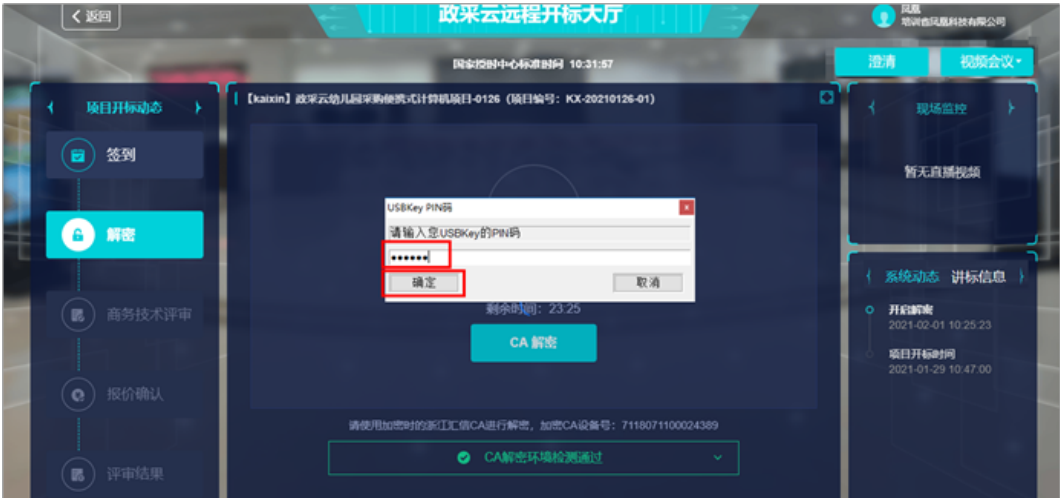 返回
政采云远程开标大厅
凤凰
培训省凤凰科技有限公司
国家授时中心标准时间 10:31:57
澄清
视频会议
项目开标动态
【kaixin】政采云幼儿园采购便携式计算机项目-0126（项目编号：KX-20210126-01）
现场监控
签到
暂无直播视频
USBKey PIN码
请输入您USBKey的PIN码
••••••
确定
取消
解密
系统动态 讲标信息
剩余时间：23:25
开启解密
2021-02-01 10:25:23
商务技术评审
CA 解密
项目开标时间
2021-01-29 10:47:00
报价确认
请使用加密时的浙江汇信CA进行解密，加密CA设备号：7118071100024389
CA解密环境检测通过
评审结果